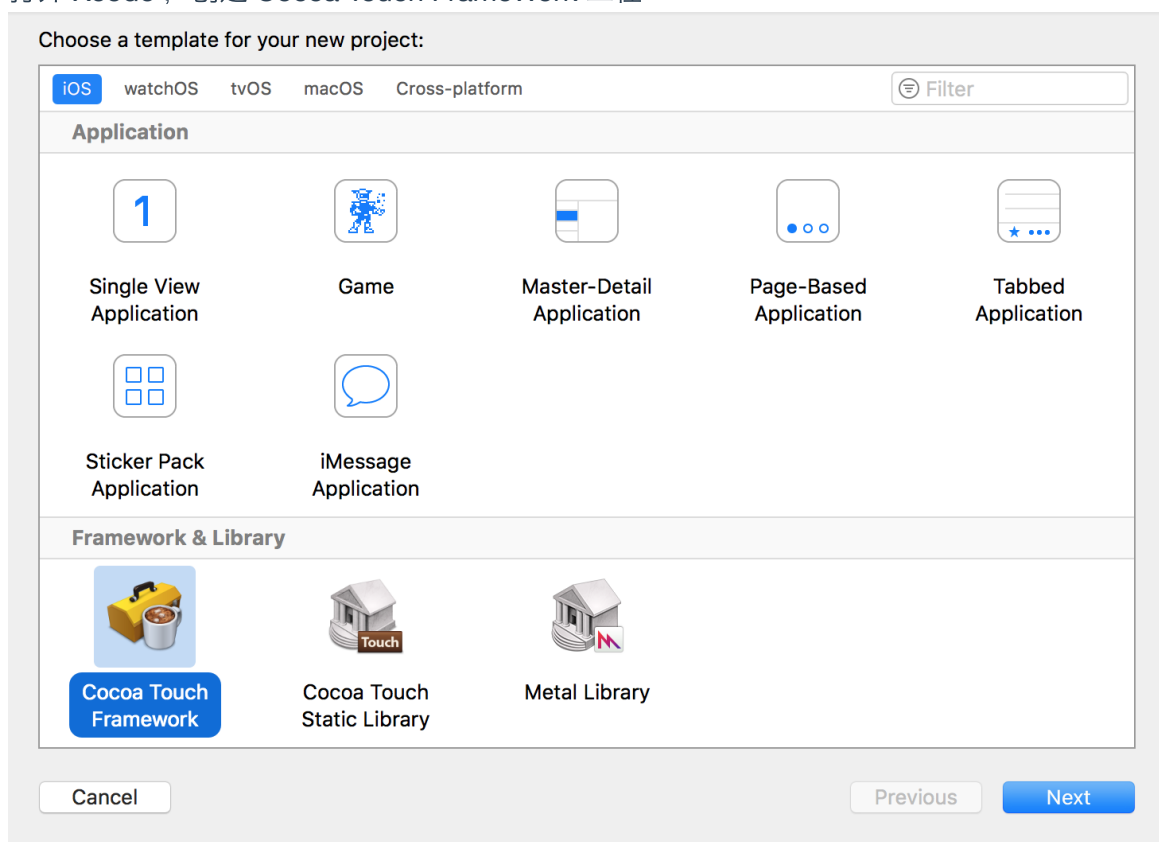 Choose a template for your new project:
iOS watchOS tvOS macOS Cross-platform Filter
Application
1
Single View Application
Game
Master-Detail Application
Page-Based Application
Tabbed Application
Sticker Pack Application
iMessage Application
Framework & Library
Touch
Cocoa Touch Framework
Cocoa Touch Static Library
Metal Library
Cancel Previous Next